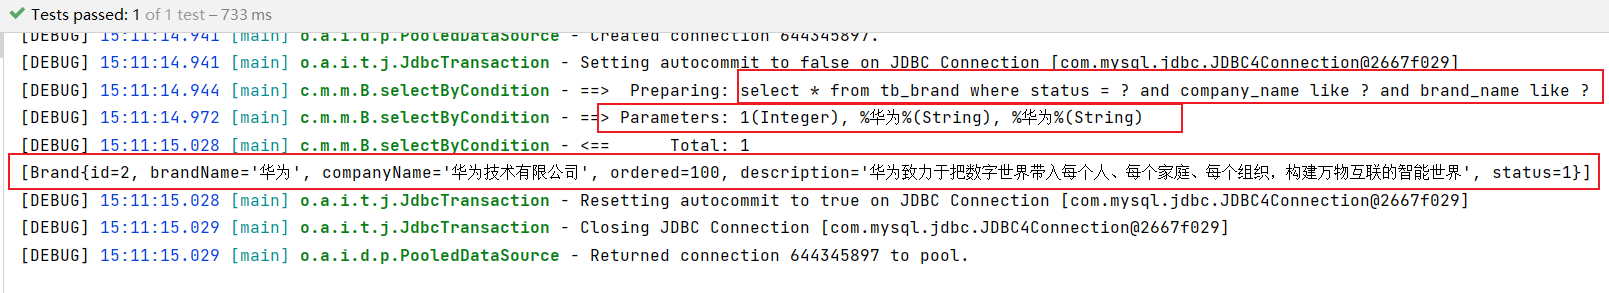 Tests passed: 1 of 1 test – 733 ms
[DEBUG] 15:11:14.941 [main] o.a.i.d.p.PooledDataSource - Created connection 644345897.
[DEBUG] 15:11:14.941 [main] o.a.i.t.j.JdbcTransaction - Setting autocommit to false on JDBC Connection [com.mysql.jdbc.JDBC4Connection@2667f029]
[DEBUG] 15:11:14.944 [main] c.m.m.B.selectByCondition - ==>  Preparing: select * from tb_brand where status = ? and company_name like ? and brand_name like ?
[DEBUG] 15:11:14.972 [main] c.m.m.B.selectByCondition - ==> Parameters: 1(Integer), %华为%(String), %华为%(String)
[DEBUG] 15:11:15.028 [main] c.m.m.B.selectByCondition - <==      Total: 1
[Brand{id=2, brandName='华为', companyName='华为技术有限公司', ordered=100, description='华为致力于把数字世界带入每个人、每个家庭、每个组织，构建万物互联的智能世界', status=1}]
[DEBUG] 15:11:15.028 [main] o.a.i.t.j.JdbcTransaction - Resetting autocommit to true on JDBC Connection [com.mysql.jdbc.JDBC4Connection@2667f029]
[DEBUG] 15:11:15.029 [main] o.a.i.t.j.JdbcTransaction - Closing JDBC Connection [com.mysql.jdbc.JDBC4Connection@2667f029]
[DEBUG] 15:11:15.029 [main] o.a.i.d.p.PooledDataSource - Returned connection 644345897 to pool.